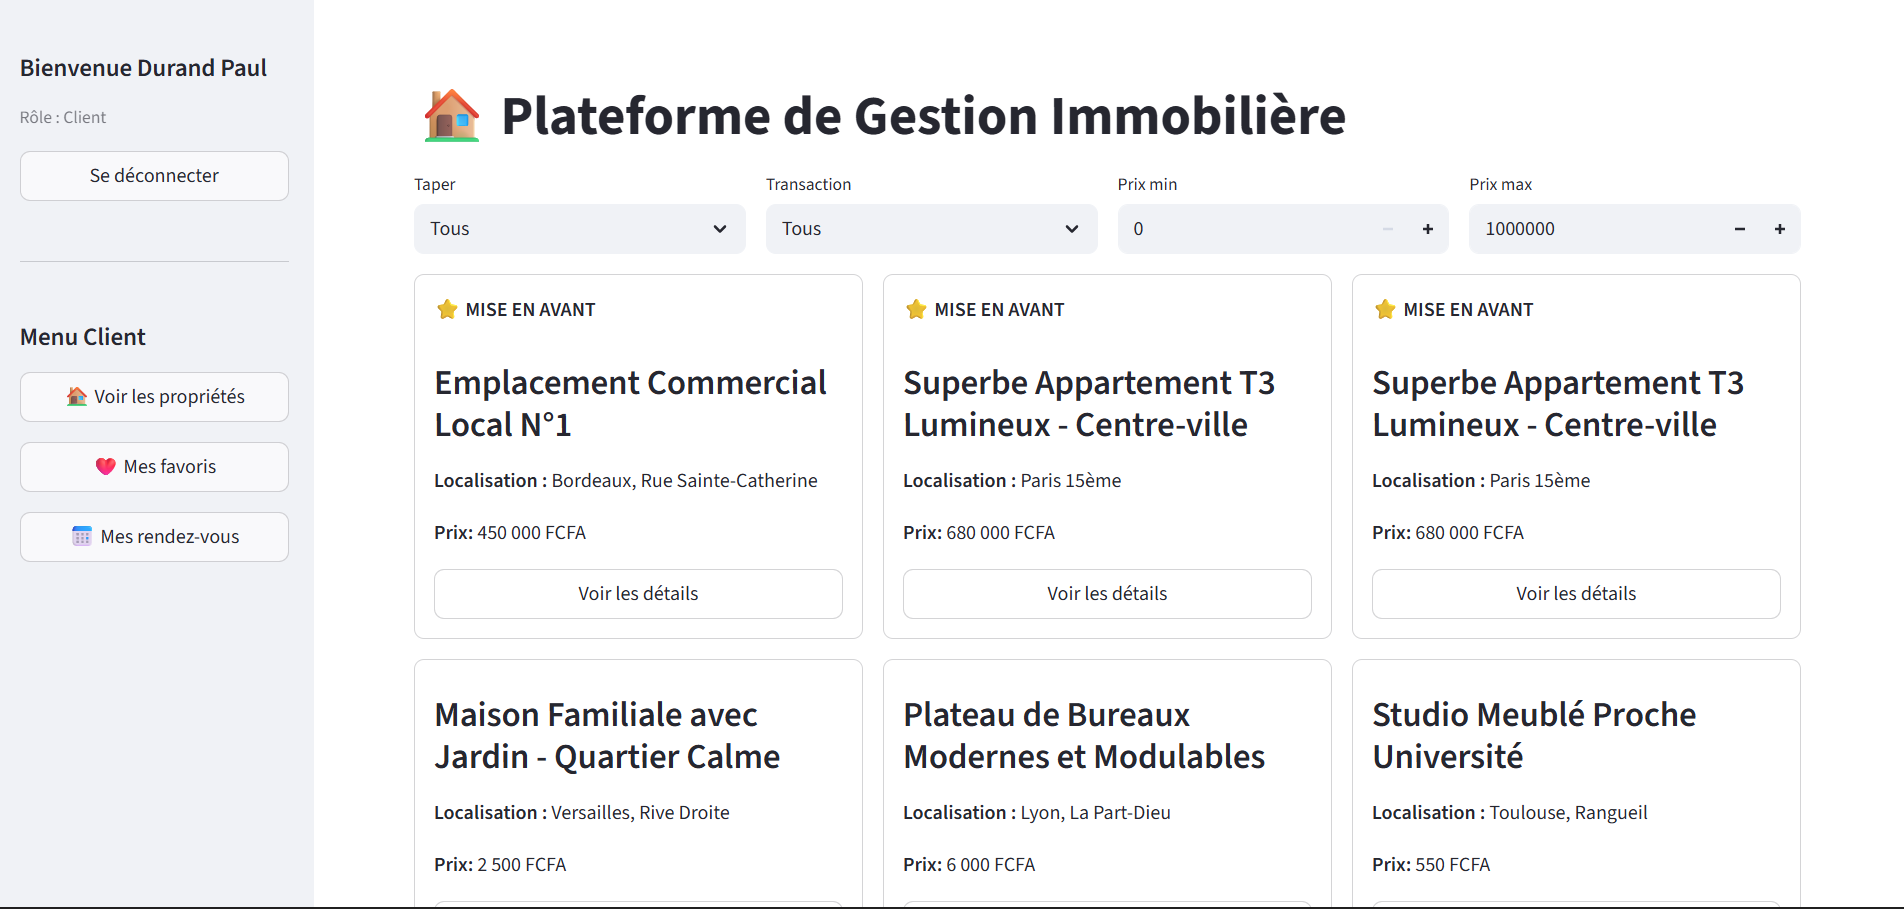 Bienvenue Durand Paul
Rôle : Client
Se déconnecter
Menu Client
Voir les propriétés
Mes favoris
Mes rendez-vous
Plateforme de Gestion Immobilière
Taper
Transaction
Prix min
Prix max
Tous
Tous
0
1000000
MISE EN AVANT
Emplacement Commercial
Local N°1
Localisation : Bordeaux, Rue Sainte-Catherine
Prix: 450 000 FCFA
Voir les détails
MISE EN AVANT
Superbe Appartement T3
Lumineux - Centre-ville
Localisation : Paris 15ème
Prix: 680 000 FCFA
Voir les détails
MISE EN AVANT
Superbe Appartement T3
Lumineux - Centre-ville
Localisation : Paris 15ème
Prix: 680 000 FCFA
Voir les détails
Maison Familiale avec
Jardin - Quartier Calme
Localisation : Versailles, Rive Droite
Prix: 2 500 FCFA
Plateau de Bureaux
Modernes et Modulables
Localisation : Lyon, La Part-Dieu
Prix: 6 000 FCFA
Studio Meublé Proche
Université
Localisation : Toulouse, Rangueil
Prix: 550 FCFA